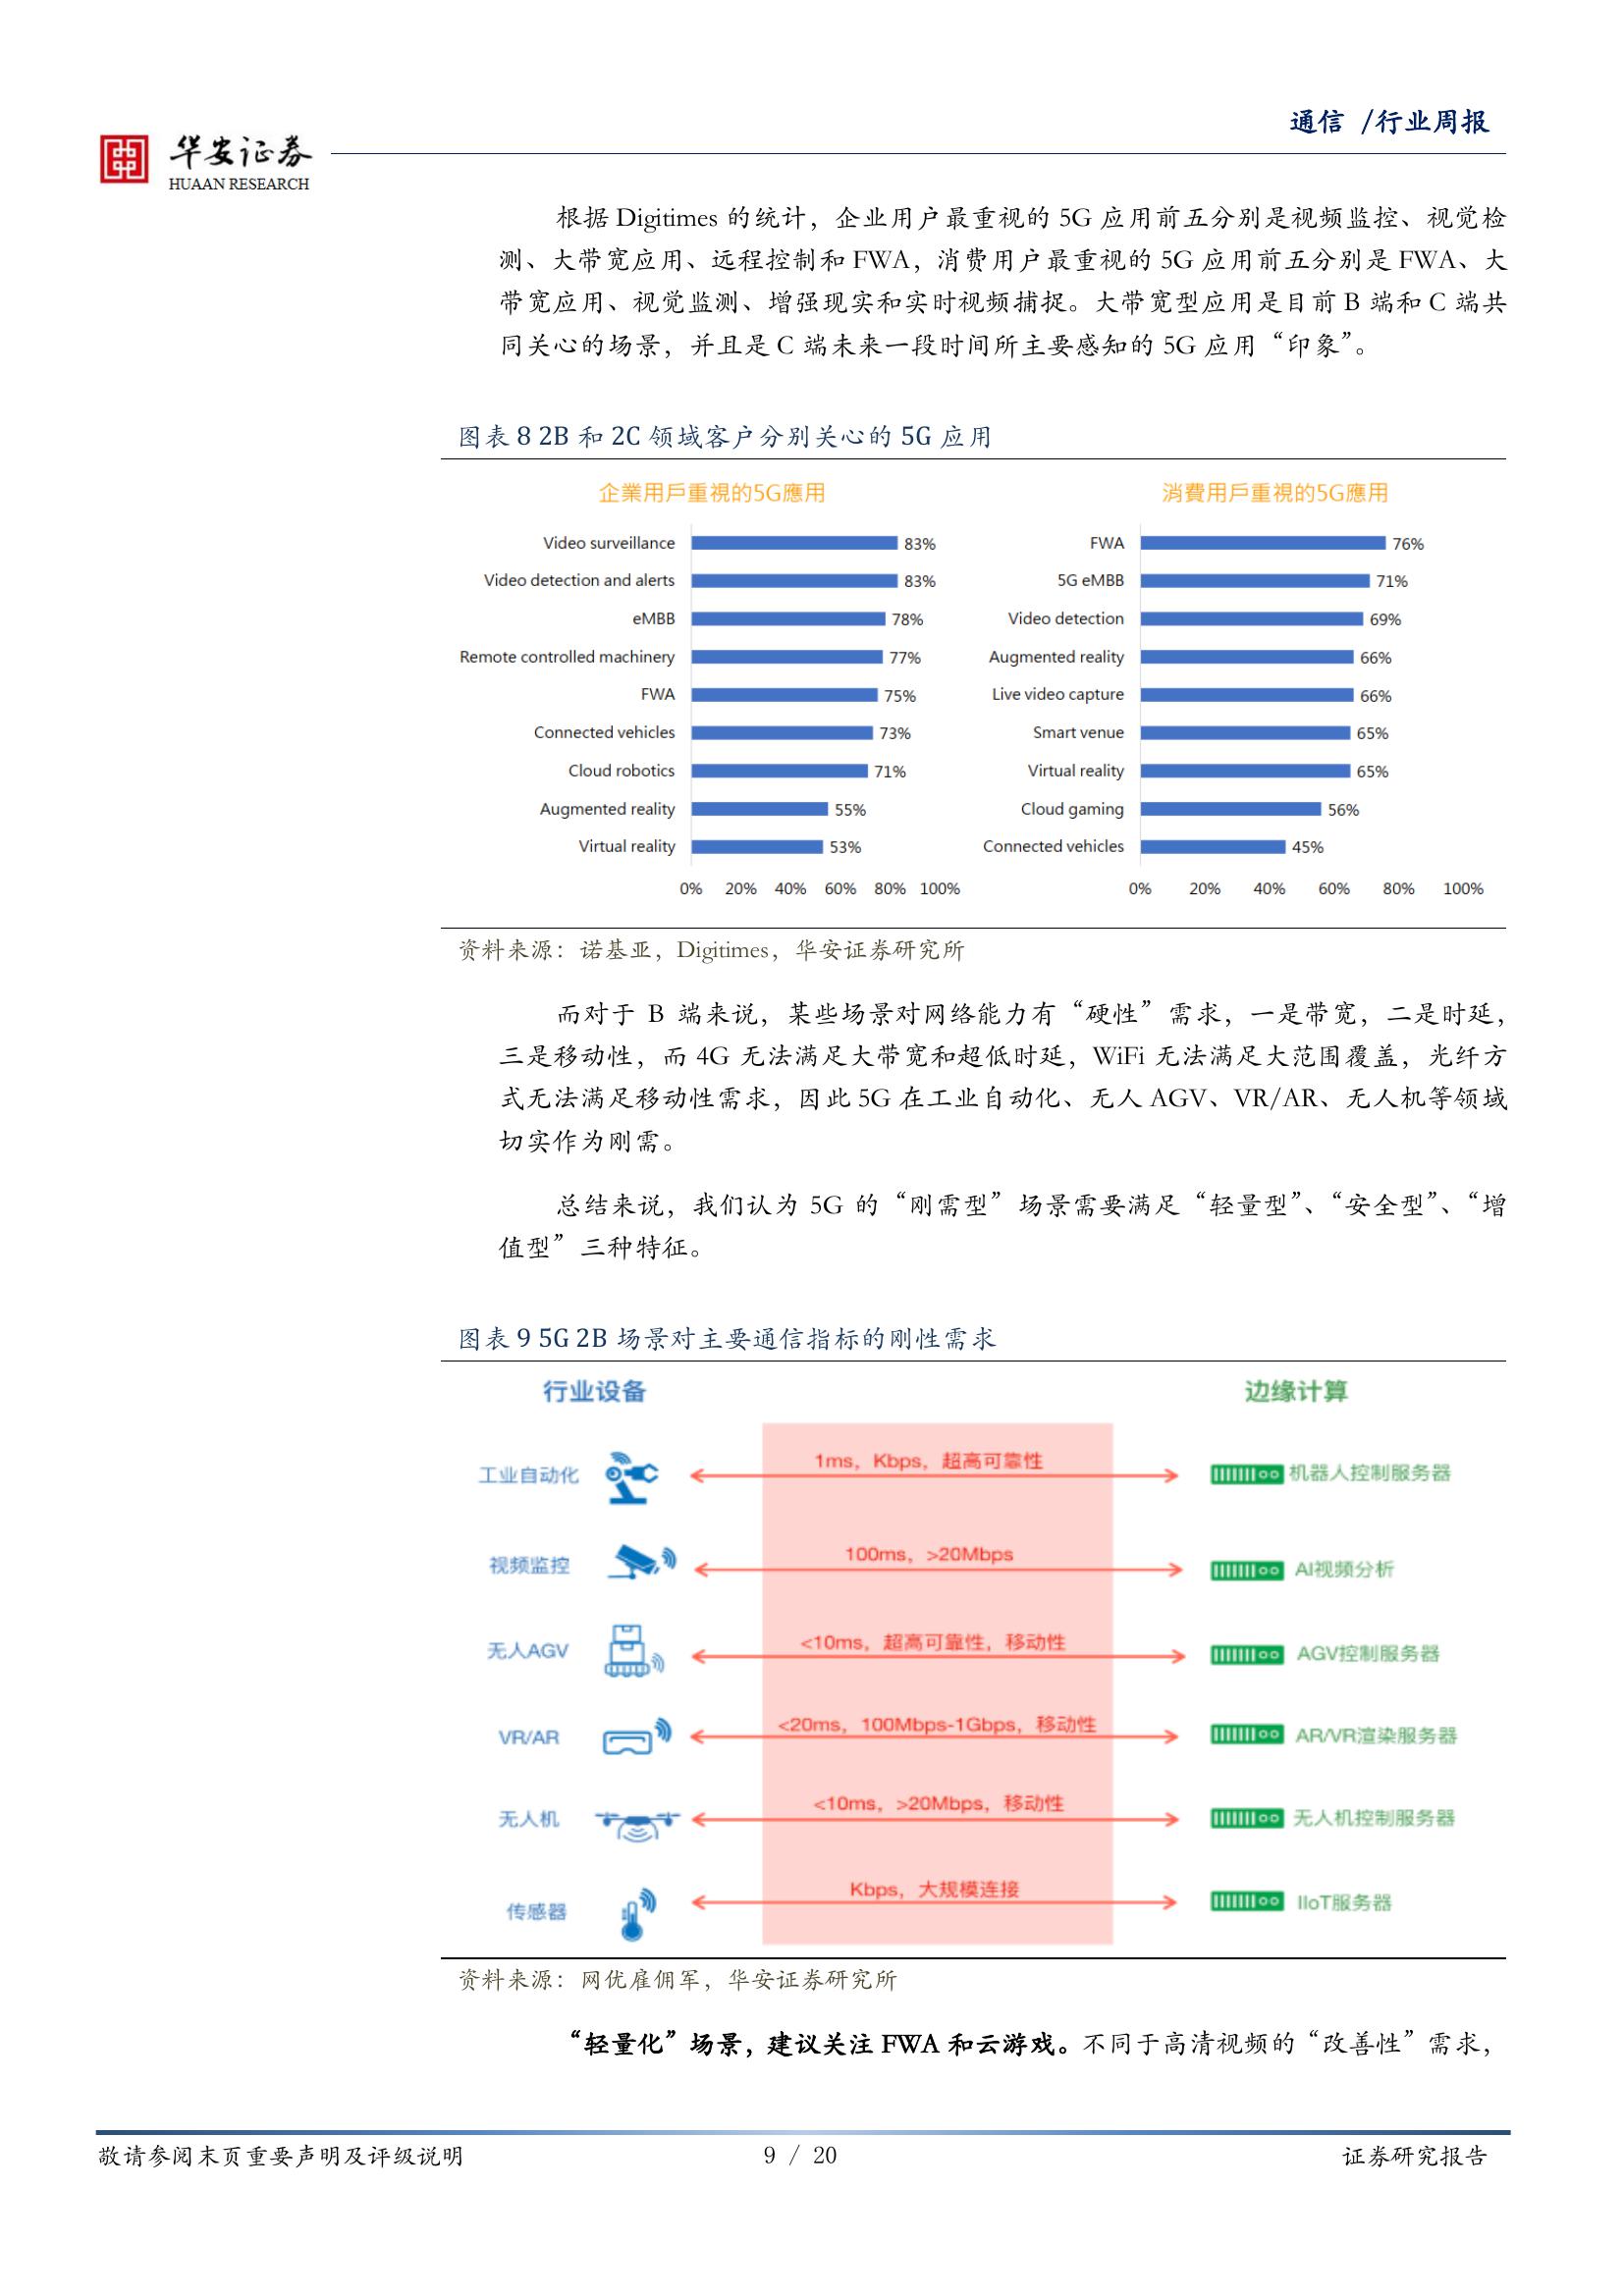 通信 /行业周报
华安证券
HUAAN RESEARCH
根据 Digitimes 的统计，企业用户最重视的 5G 应用前五分别是视频监控、视觉检
测、大带宽应用、远程控制和 FWA，消费用户最重视的 5G 应用前五分别是 FWA、大
带宽应用、视觉监测、增强现实和实时视频捕捉。大带宽型应用是目前 B 端和 C 端共
同关心的场景，并且是 C 端未来一段时间所主要感知的 5G 应用“印象”。
图表 8 2B 和 2C 领域客户分别关心的 5G 应用
企業用戶重視的5G應用
Video surveillance 83%
Video detection and alerts 83%
eMBB 78%
Remote controlled machinery 77%
FWA 75%
Connected vehicles 73%
Cloud robotics 71%
Augmented reality 55%
Virtual reality 53%
0% 20% 40% 60% 80% 100%
消費用戶重視的5G應用
FWA 76%
5G eMBB 71%
Video detection 69%
Augmented reality 66%
Live video capture 66%
Smart venue 65%
Virtual reality 65%
Cloud gaming 56%
Connected vehicles 45%
0% 20% 40% 60% 80% 100%
资料来源：诺基亚，Digitimes，华安证券研究所
而对于 B 端来说，某些场景对网络能力有“硬性”需求，一是带宽，二是时延，
三是移动性，而 4G 无法满足大带宽和超低时延，WiFi 无法满足大范围覆盖，光纤方
式无法满足移动性需求，因此 5G 在工业自动化、无人 AGV、VR/AR、无人机等领域
切实作为刚需。
总结来说，我们认为 5G 的“刚需型”场景需要满足“轻量型”、“安全型”、“增
值型”三种特征。
图表 9 5G 2B 场景对主要通信指标的刚性需求
行业设备 边缘计算
工业自动化 1ms，Kbps，超高可靠性 机器人控制服务器
视频监控 100ms，>20Mbps AI视频分析
无人AGV <10ms，超高可靠性，移动性 AGV控制服务器
VR/AR <20ms，100Mbps-1Gbps，移动性 AR/VR渲染服务器
无人机 <10ms，>20Mbps，移动性 无人机控制服务器
传感器 Kbps，大规模连接 IIoT服务器
资料来源：网优雇佣军，华安证券研究所
“轻量化”场景，建议关注 FWA 和云游戏。不同于高清视频的“改善性”需求，
敬请参阅末页重要声明及评级说明 9 / 20 证券研究报告